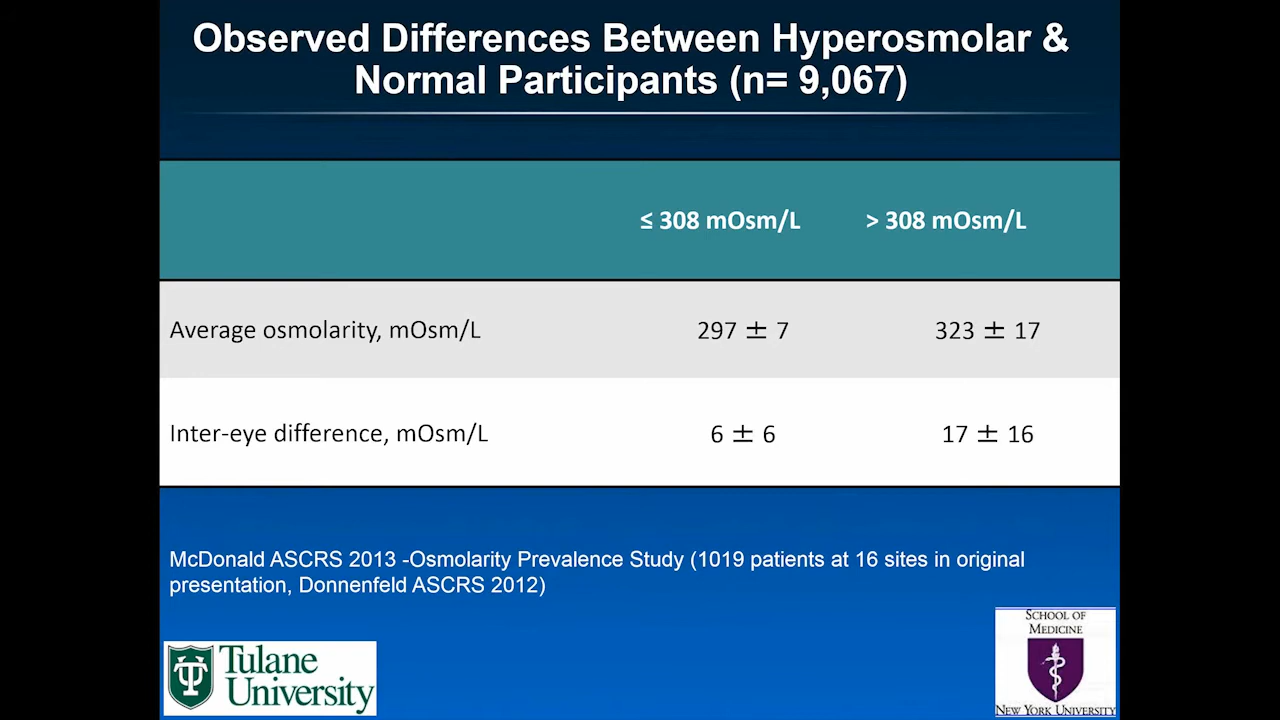 Observed Differences Between Hyperosmolar &
Normal Participants (n= 9,067)
≤ 308 mOsm/L > 308 mOsm/L
Average osmolarity, mOsm/L 297 ± 7 323 ± 17
Inter-eye difference, mOsm/L 6 ± 6 17 ± 16
McDonald ASCRS 2013 -Osmolarity Prevalence Study (1019 patients at 16 sites in original
presentation, Donnenfeld ASCRS 2012)
Tulane
University
SCHOOL OF
MEDICINE
NEW YORK UNIVERSITY